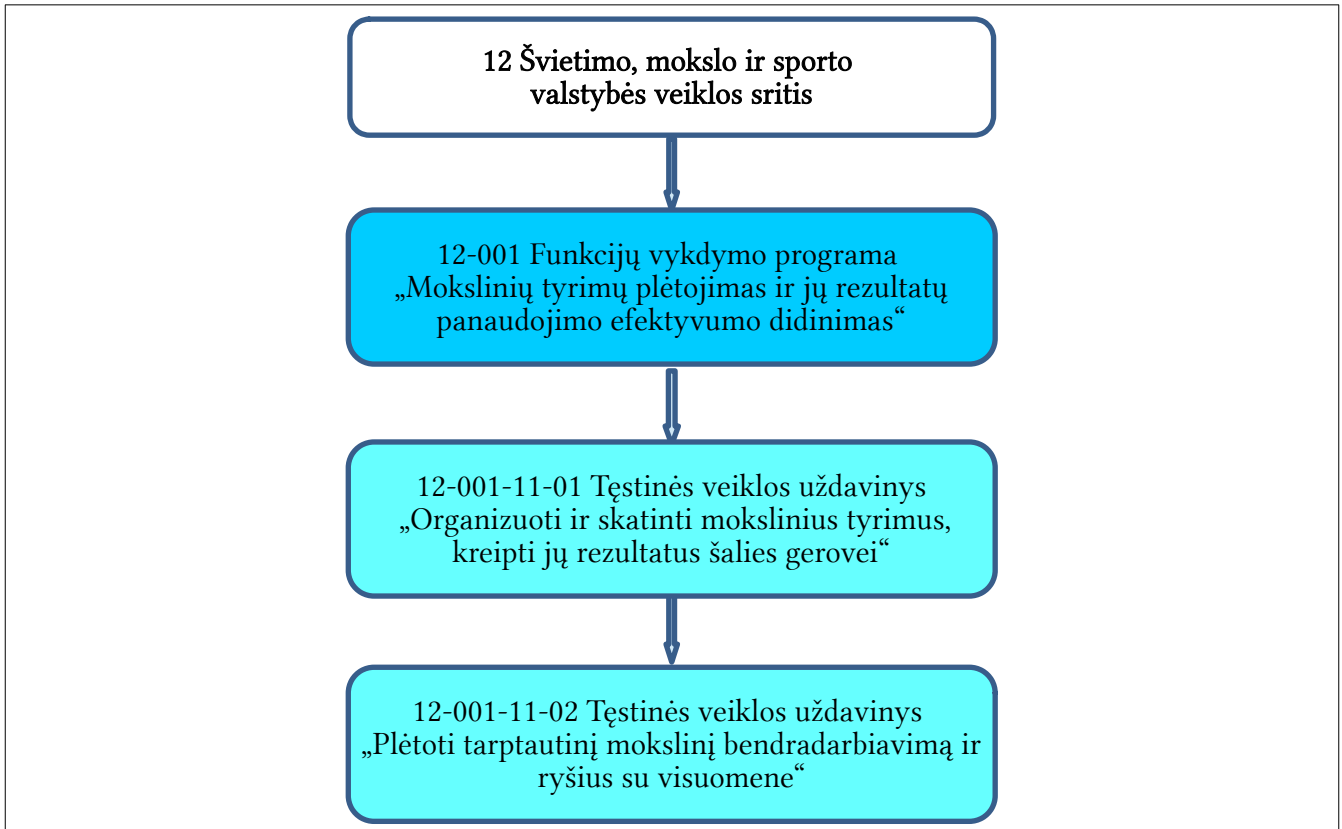 12 Švietimo, mokslo ir sporto
valstybės veiklos sritis
12-001 Funkcijų vykdymo programa
„Mokslinių tyrimų plėtojimas ir jų rezultatų
panaudojimo efektyvumo didinimas“
12-001-11-01 Tęstinės veiklos uždavinys
„Organizuoti ir skatinti mokslinius tyrimus,
kreipti jų rezultatus šalies gerovei“
12-001-11-02 Tęstinės veiklos uždavinys
„Plėtoti tarptautinį mokslinį bendradarbiavimą ir
ryšius su visuomene“